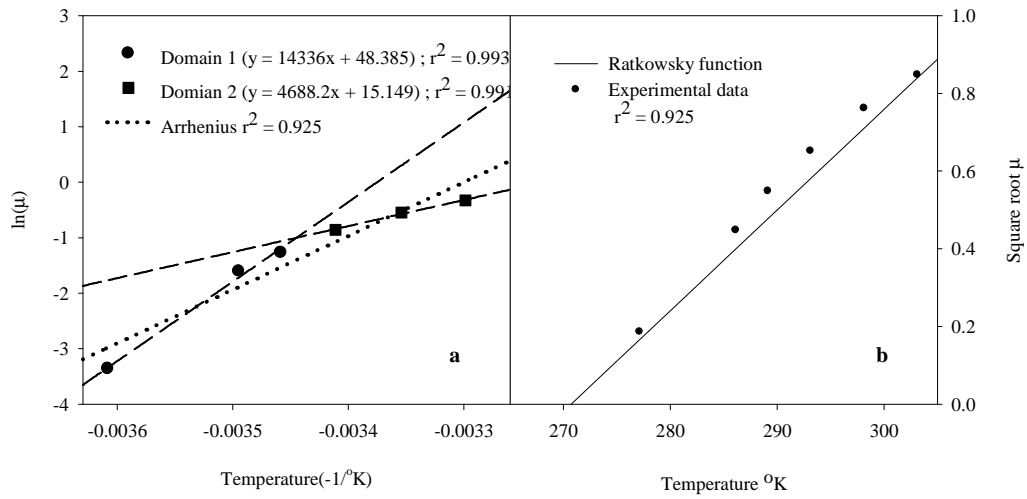 3
2
1
0
-1
-2
-3
-4
ln(μ)
Domain 1 (y = 14336x + 48.385) ; r² = 0.993
Domian 2 (y = 4688.2x + 15.149) ; r² = 0.991
Arrhenius r² = 0.925
a
-0.0036 -0.0035 -0.0034 -0.0033
Temperature(-1/°K)
Ratkowsky function
Experimental data
r² = 0.925
b
270 280 290 300
Temperature °K
1.0
0.8
0.6
0.4
0.2
0.0
Square root μ